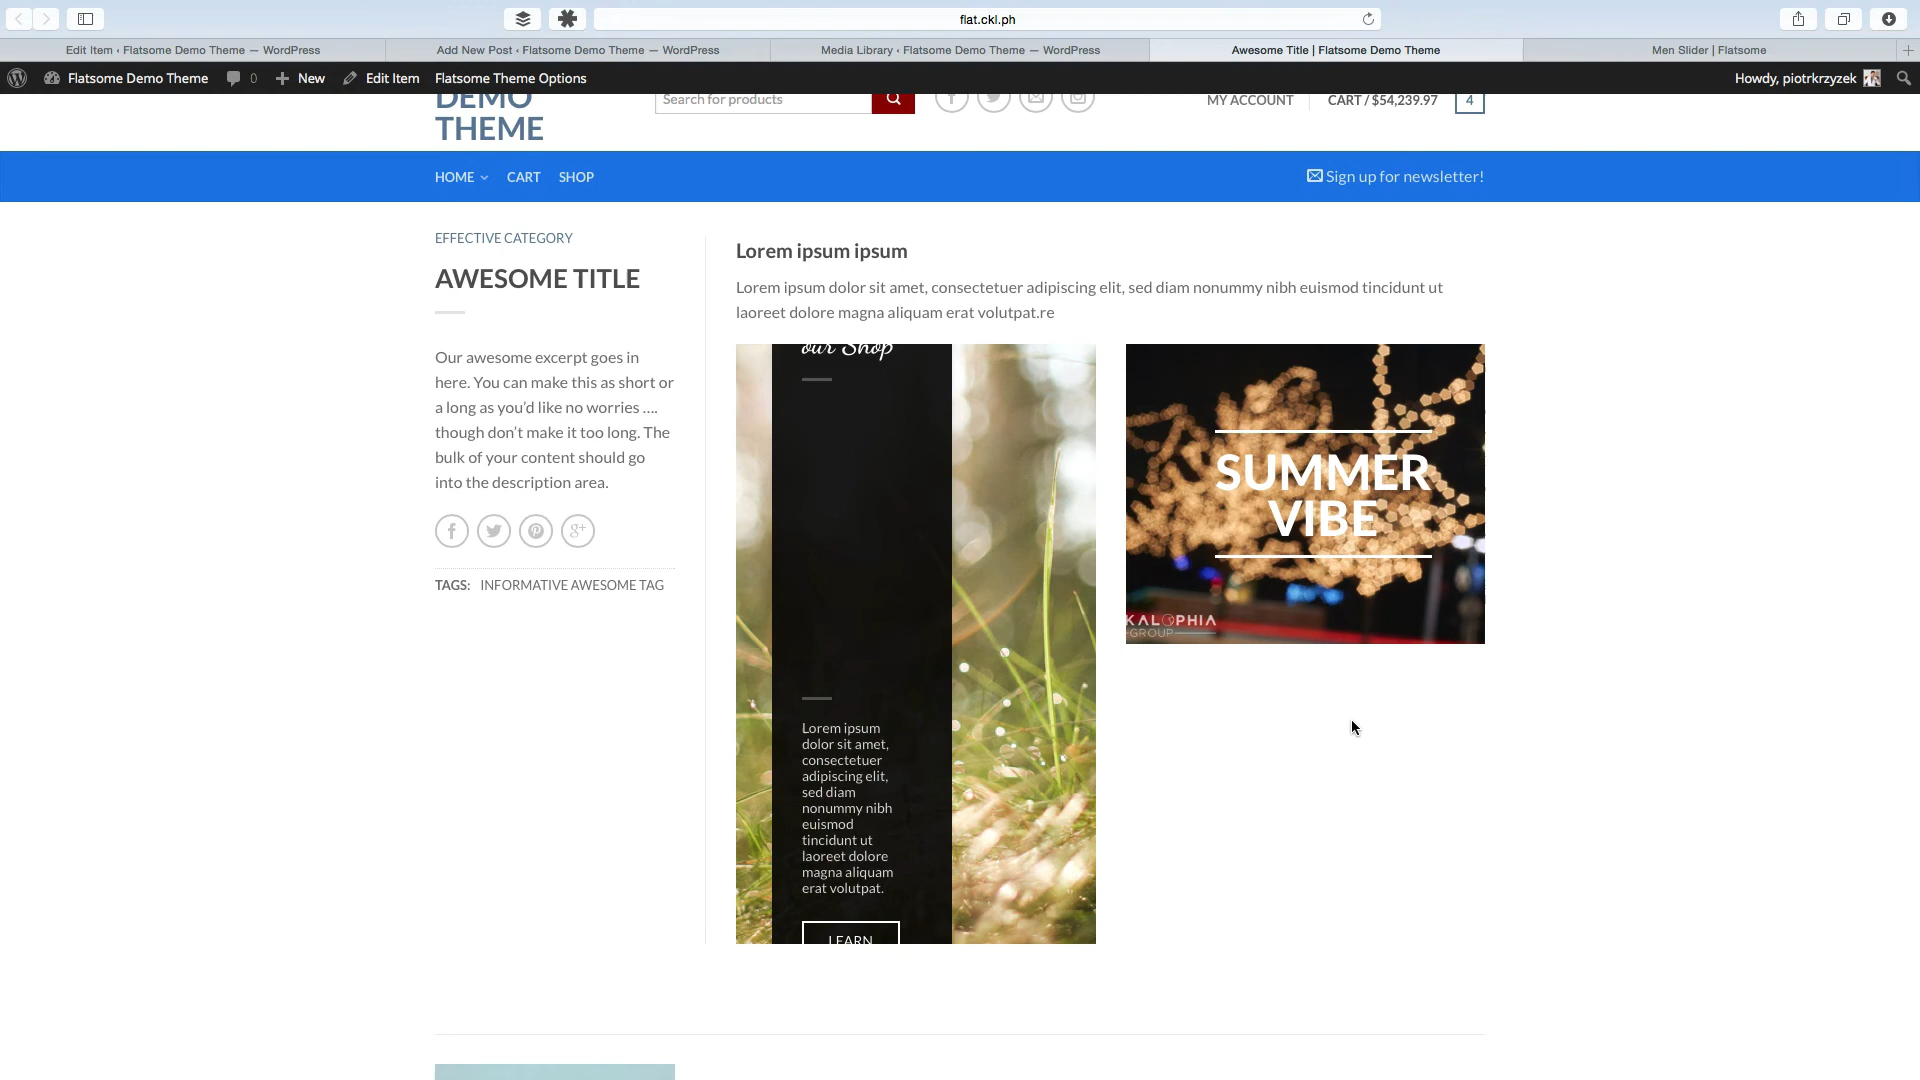 flat.ckl.ph
Edit Item ‹ Flatsome Demo Theme — WordPress
Add New Post ‹ Flatsome Demo Theme — WordPress
Media Library ‹ Flatsome Demo Theme — WordPress
Awesome Title | Flatsome Demo Theme
Men Slider | Flatsome
Flatsome Demo Theme
0
New
Edit Item
Flatsome Theme Options
Howdy, piotrkrzyzek
DEMO
THEME
Search for products
MY ACCOUNT
CART / $54,239.97
4
HOME
CART
SHOP
Sign up for newsletter!
EFFECTIVE CATEGORY
AWESOME TITLE
Our awesome excerpt goes in
here. You can make this as short or
a long as you’d like no worries ….
though don’t make it too long. The
bulk of your content should go
into the description area.
TAGS: INFORMATIVE AWESOME TAG
Lorem ipsum ipsum
Lorem ipsum dolor sit amet, consectetuer adipiscing elit, sed diam nonummy nibh euismod tincidunt ut
laoreet dolore magna aliquam erat volutpat.re
our Shop
Lorem ipsum
dolor sit amet,
consectetuer
adipiscing elit,
sed diam
nonummy nibh
euismod
tincidunt ut
laoreet dolore
magna aliquam
erat volutpat.
LEARN
SUMMER
VIBE
KALOPHIA
GROUP